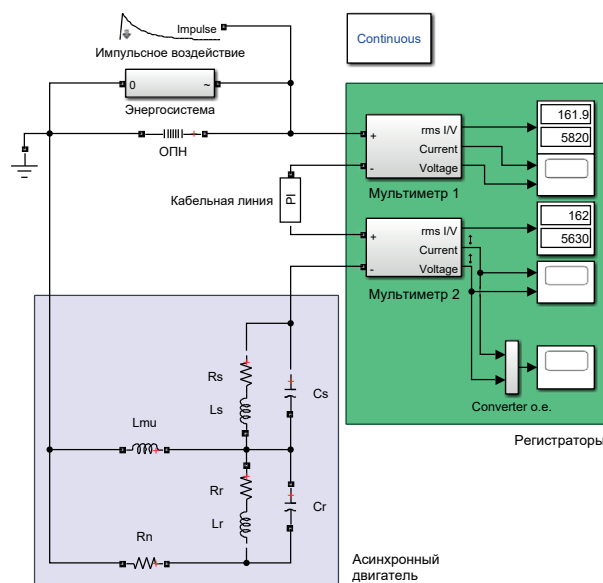 Impulse
Импульсное воздействие
Continuous
0
~
Энергосистема
ОПН
+
-
rms I/V
Current
Voltage
Мультиметр 1
161.9
5820
Кабельная линия
PI
+
-
rms I/V
Current
Voltage
Мультиметр 2
162
5630
Converter о.е.
Регистраторы
Rs
Ls
Cs
Lmu
Rr
Lr
Cr
Rn
Асинхронный
двигатель